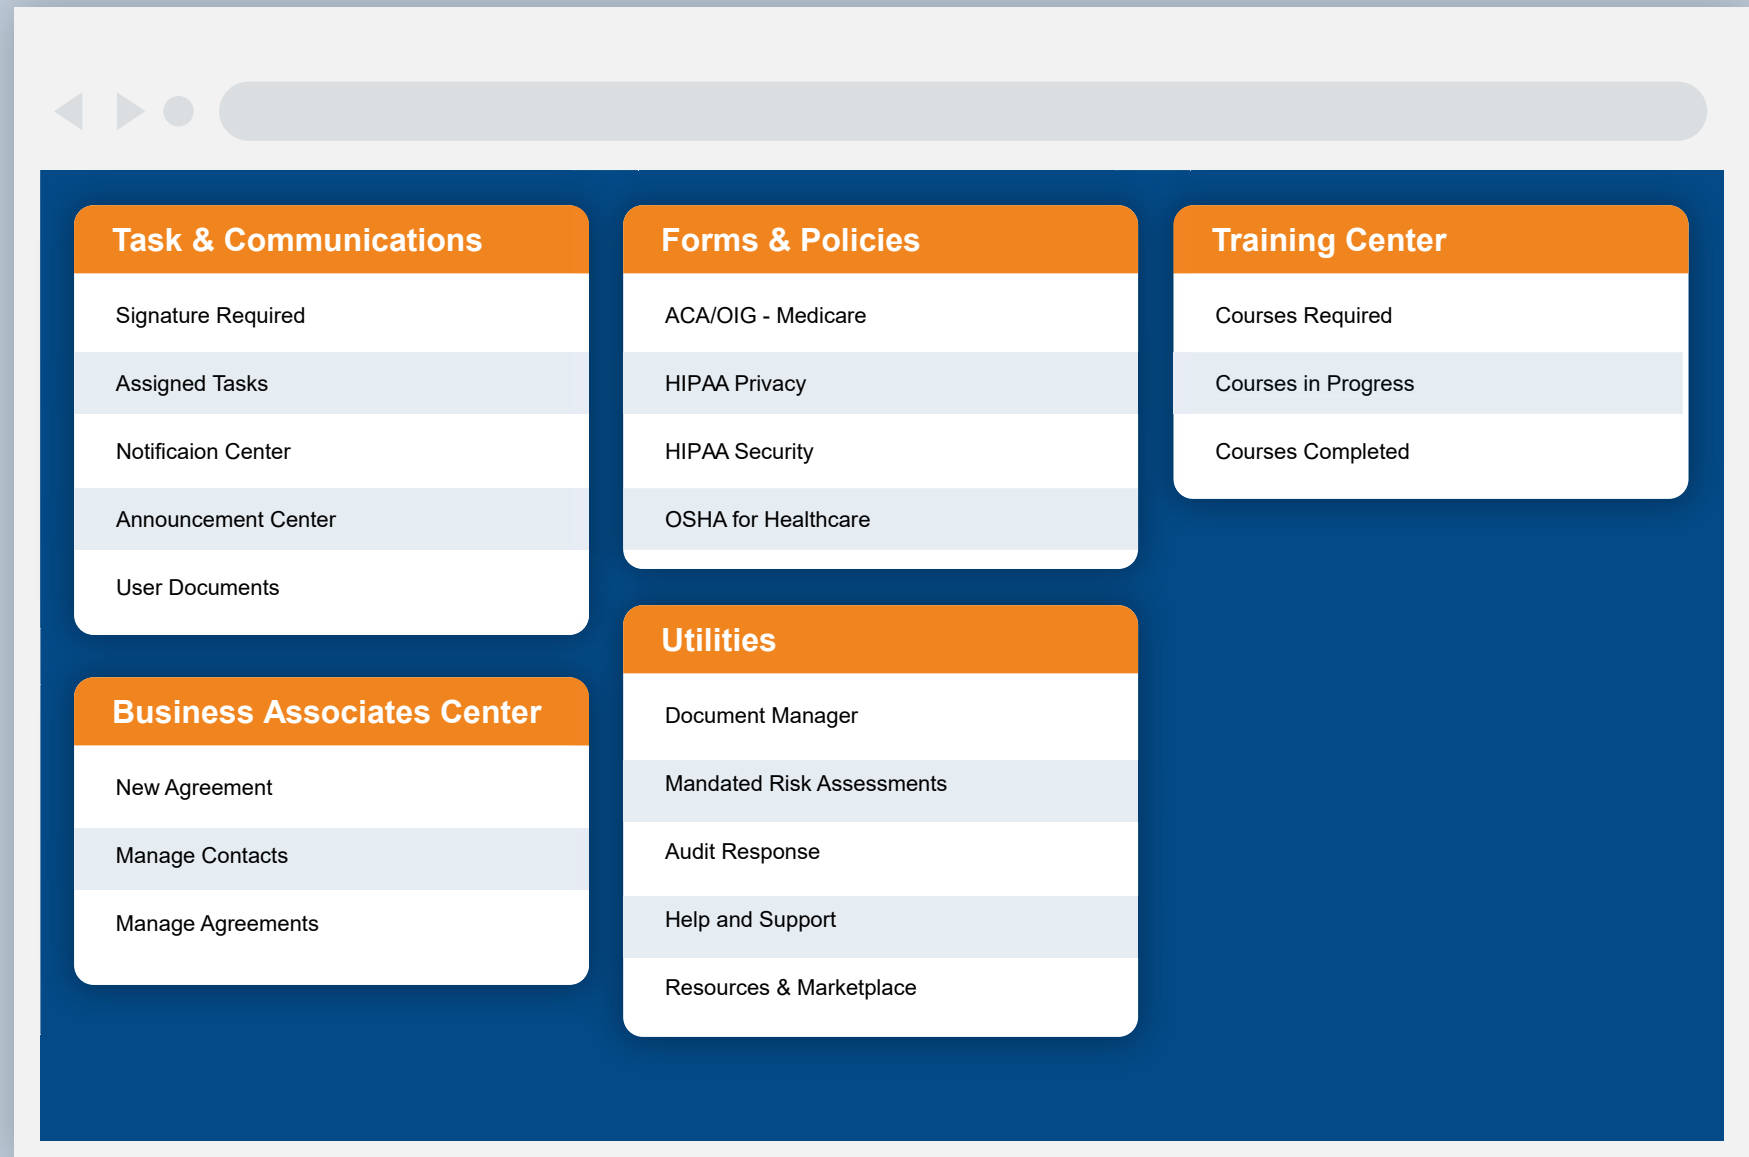 Task & Communications
Signature Required
Assigned Tasks
Notificaion Center
Announcement Center
User Documents
Business Associates Center
New Agreement
Manage Contacts
Manage Agreements
Forms & Policies
ACA/OIG - Medicare
HIPAA Privacy
HIPAA Security
OSHA for Healthcare
Utilities
Document Manager
Mandated Risk Assessments
Audit Response
Help and Support
Resources & Marketplace
Training Center
Courses Required
Courses in Progress
Courses Completed